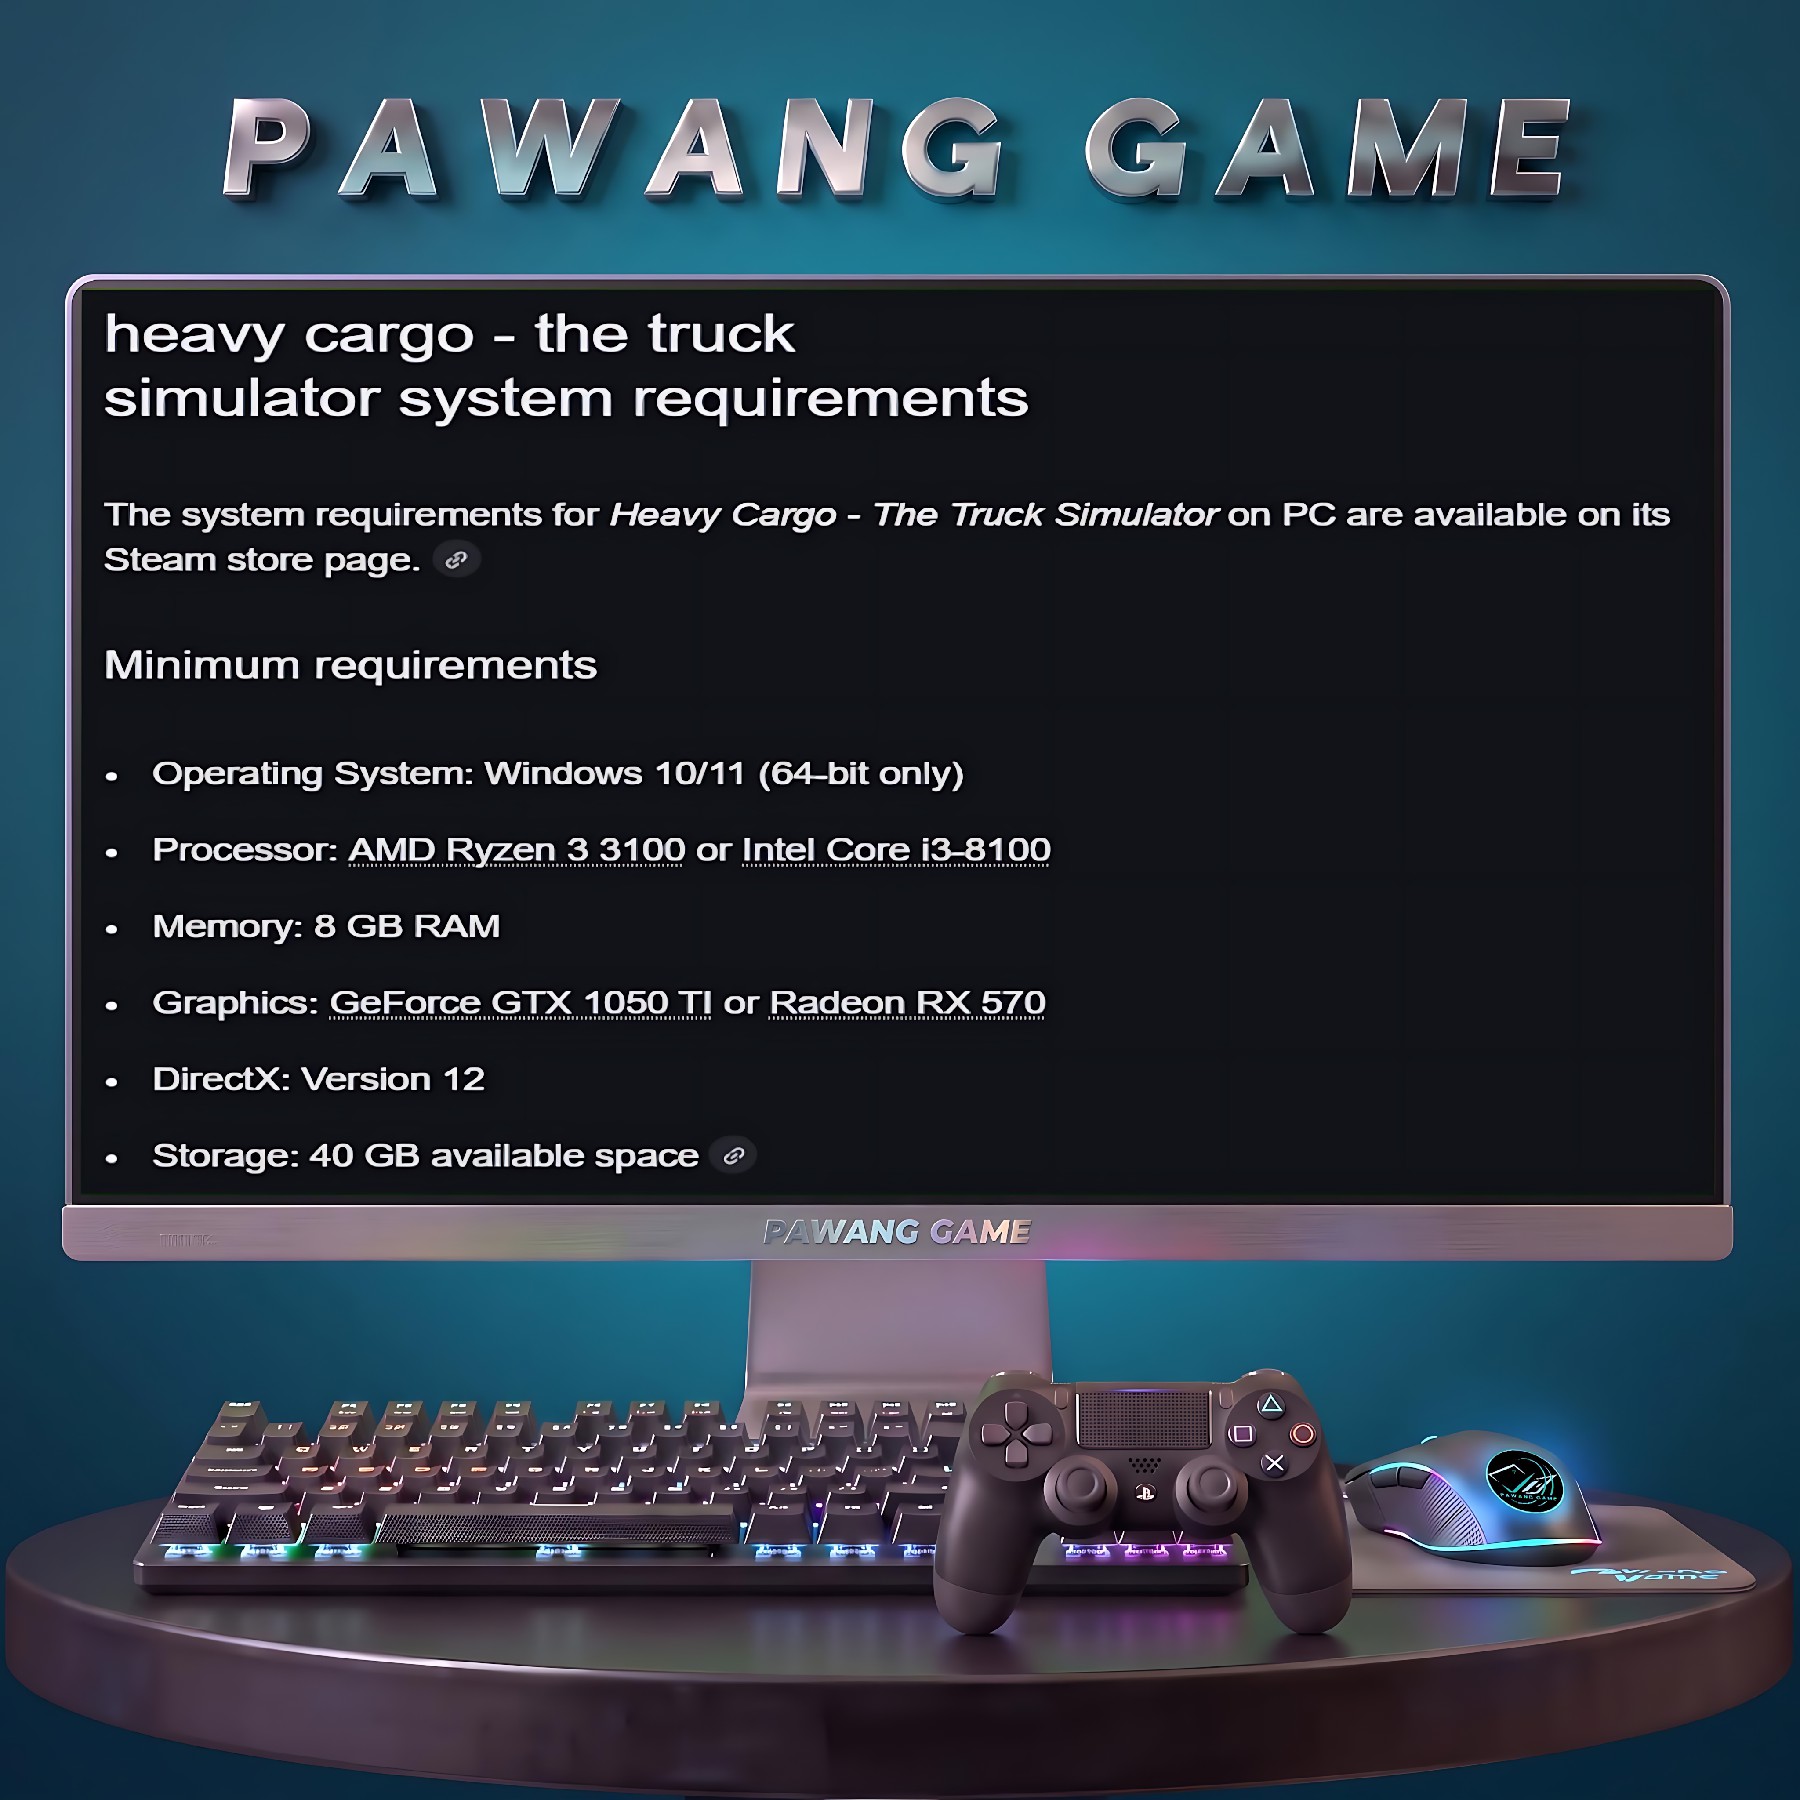 PAWANG GAME
heavy cargo - the truck
simulator system requirements
The system requirements for Heavy Cargo - The Truck Simulator on PC are available on its
Steam store page.
Minimum requirements
• Operating System: Windows 10/11 (64-bit only)
• Processor: AMD Ryzen 3 3100 or Intel Core i3-8100
• Memory: 8 GB RAM
• Graphics: GeForce GTX 1050 TI or Radeon RX 570
• DirectX: Version 12
• Storage: 40 GB available space
PAWANG GAME
PAWANG GAME